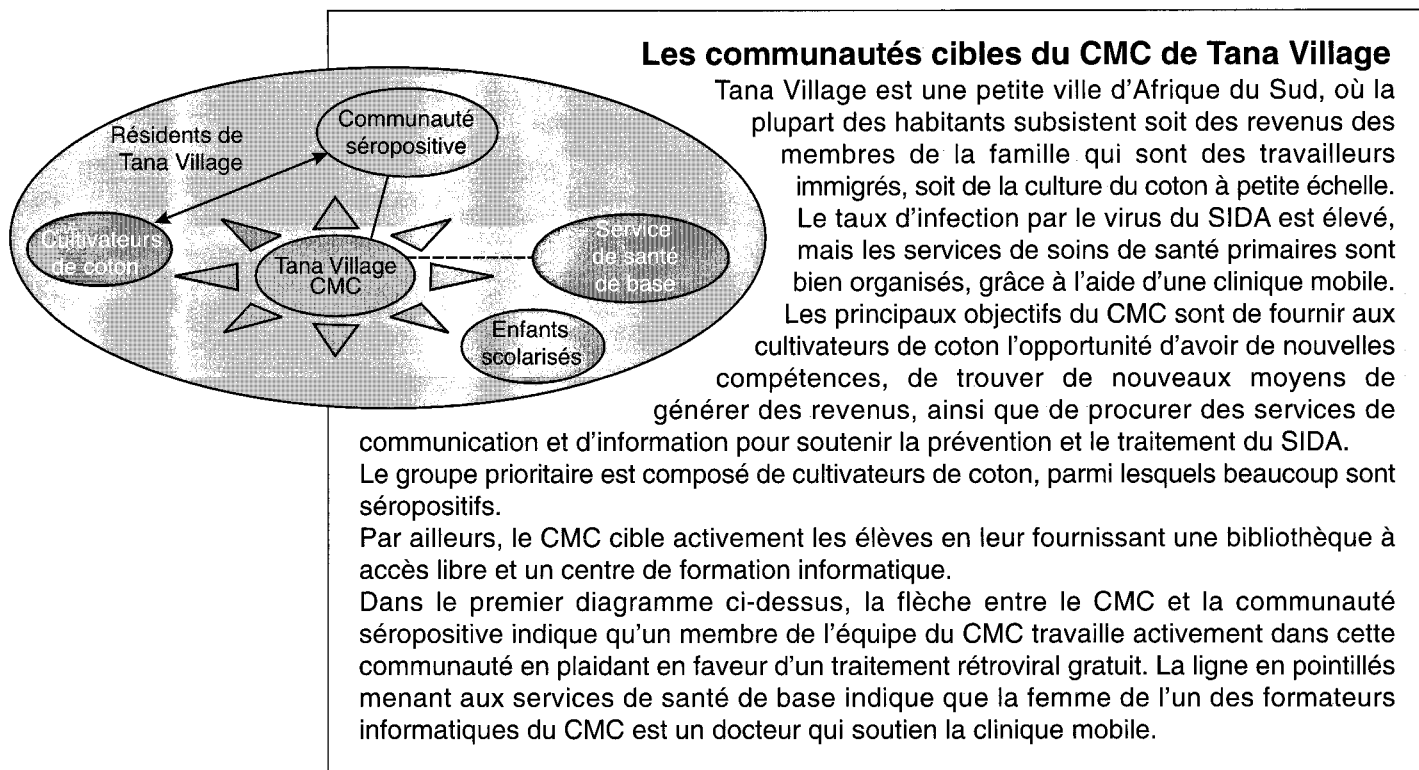 Les communautés cibles du CMC de Tana Village
Tana Village est une petite ville d'Afrique du Sud, où la
plupart des habitants subsistent soit des revenus des
membres de la famille qui sont des travailleurs
immigrés, soit de la culture du coton à petite échelle.
Le taux d'infection par le virus du SIDA est élevé,
mais les services de soins de santé primaires sont
bien organisés, grâce à l'aide d'une clinique mobile.
Les principaux objectifs du CMC sont de fournir aux
cultivateurs de coton l'opportunité d'avoir de nouvelles
compétences, de trouver de nouveaux moyens de
générer des revenus, ainsi que de procurer des services de
communication et d'information pour soutenir la prévention et le traitement du SIDA.
Le groupe prioritaire est composé de cultivateurs de coton, parmi lesquels beaucoup sont
séropositifs.
Par ailleurs, le CMC cible activement les élèves en leur fournissant une bibliothèque à
accès libre et un centre de formation informatique.
Dans le premier diagramme ci-dessus, la flèche entre le CMC et la communauté
séropositive indique qu'un membre de l'équipe du CMC travaille activement dans cette
communauté en plaidant en faveur d'un traitement rétroviral gratuit. La ligne en pointillés
menant aux services de santé de base indique que la femme de l'un des formateurs
informatiques du CMC est un docteur qui soutien la clinique mobile.
Résidents de
Tana Village
Communauté
séropositive
Cultivateurs
de coton
Tana Village
CMC
Service
de santé
de base
Enfants
scolarisés